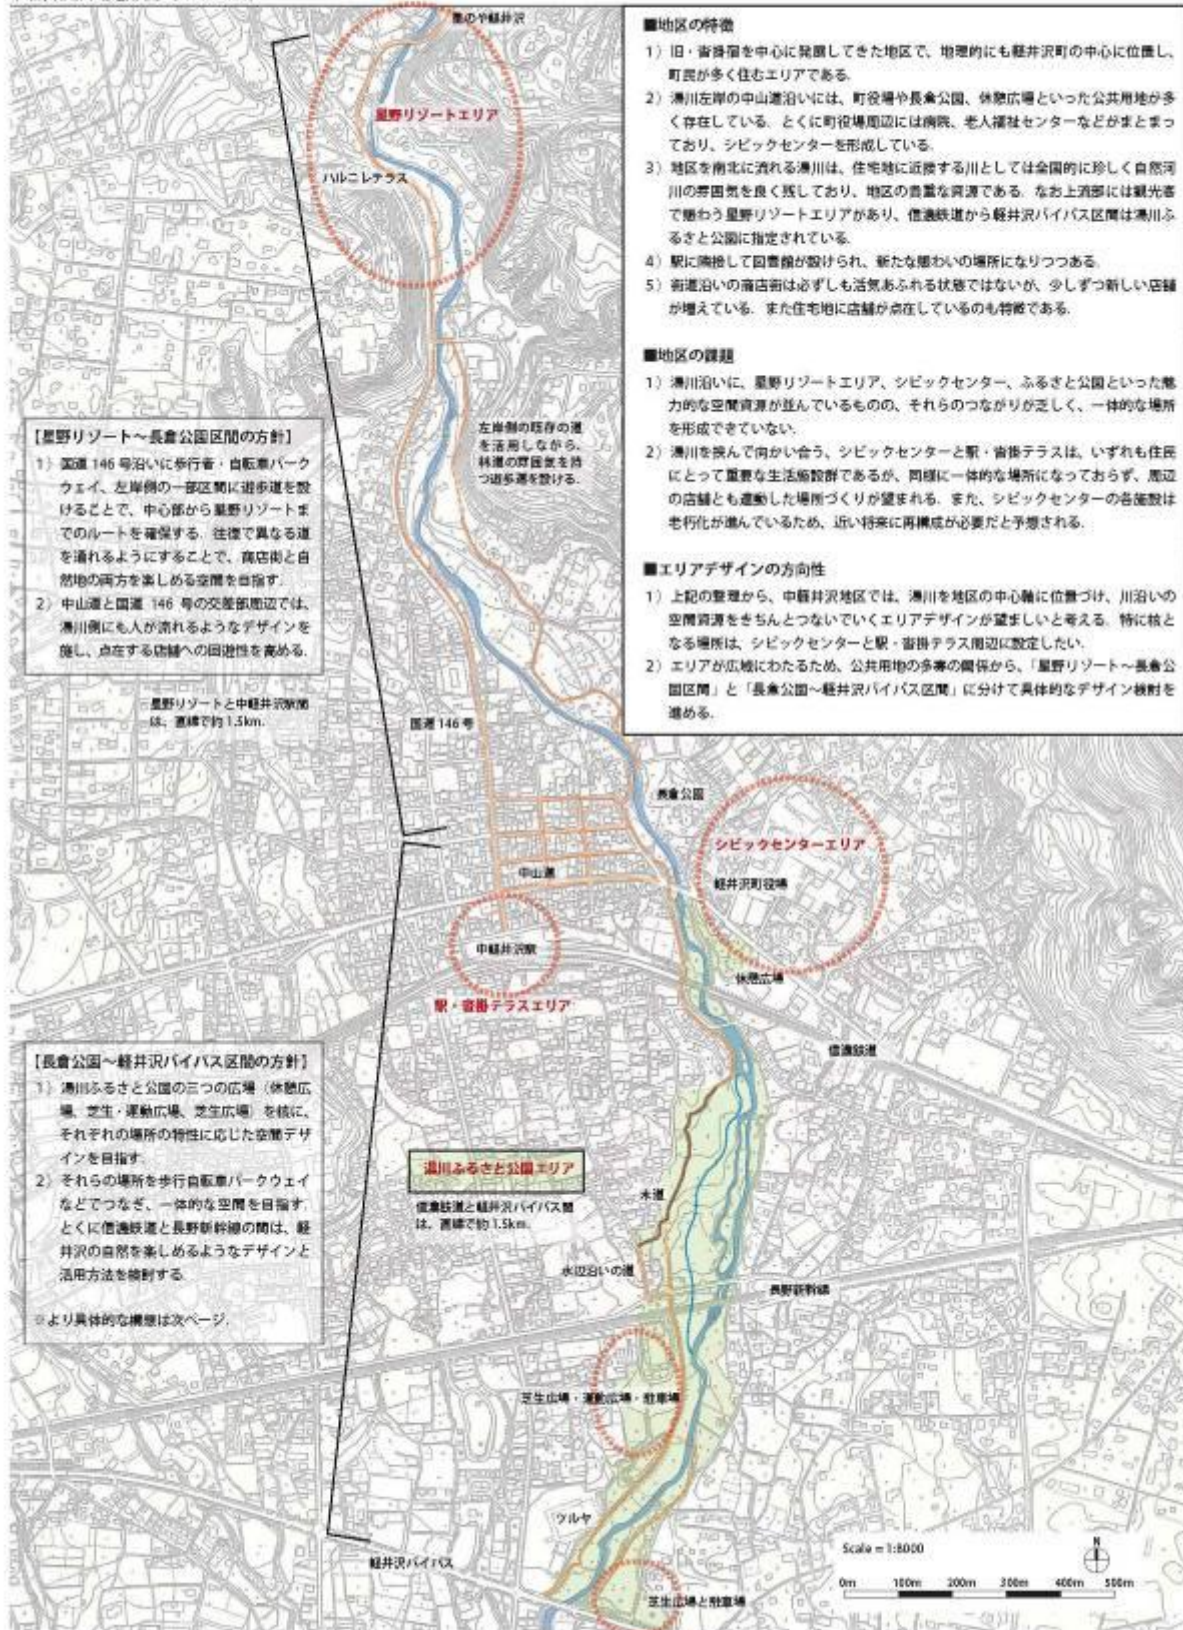 ■地区の特徴
1）旧・沓掛宿を中心に発展してきた地区で、地理的にも軽井沢町の中心に位置し、
町民が多く住むエリアである。
2）湯川左岸の中山道沿いには、町役場や長倉公園、休憩広場といった公共用地が多
く存在している。とくに町役場周辺には病院、老人福祉センターなどがまとまっ
ており、シビックセンターを形成している。
3）地区を南北に流れる湯川は、住宅地に近接する川としては全国的に珍しく自然河
川の雰囲気を良く残しており、地区の貴重な資源である。なお上流部には観光客
で賑わう星野リゾートエリアがあり、信濃鉄道から軽井沢バイパス区間は湯川ふ
るさと公園に指定されている。
4）駅に隣接して図書館が設けられ、新たな賑わいの場所になりつつある。
5）街道沿いの商店街は必ずしも活気あふれる状態ではないが、少しずつ新しい店舗
が増えている。また住宅地に店舗が点在しているのも特徴である。
■地区の課題
1）湯川沿いに、星野リゾートエリア、シビックセンター、ふるさと公園といった魅
力的な空間資源が並んでいるものの、それらのつながりが乏しく、一体的な場所
を形成できていない。
2）湯川を挟んで向かい合う、シビックセンターと駅・沓掛テラスは、いずれも住民
にとって重要な生活施設群であるが、同様に一体的な場所になっておらず、周辺
の店舗とも連動した場所づくりが望まれる。また、シビックセンターの各施設は
老朽化が進んでいるため、近い将来に再構成が必要だと予想される。
■エリアデザインの方向性
1）上記の整理から、中軽井沢地区では、湯川を地区の中心軸に位置づけ、川沿いの
空間資源をきちんとつないでいくエリアデザインが望ましいと考える。特に核と
なる場所は、シビックセンターと駅・沓掛テラス周辺に設定したい。
2）エリアが広域にわたるため、公共用地の多寡の関係から、「星野リゾート～長倉公
園区間」と「長倉公園～軽井沢バイパス区間」に分けて具体的なデザイン検討を
進める。
星のや軽井沢
星野リゾートエリア
ハルニレテラス
左岸側の既存の道
を活用しながら、
林道の雰囲気を持
つ遊歩道を設ける。
【星野リゾート～長倉公園区間の方針】
1）国道 146 号沿いに歩行者・自転車パーク
ウェイ、左岸側の一部区間に遊歩道を設
けることで、中心部から星野リゾートま
でのルートを確保する。往復で異なる道
を通れるようにすることで、商店街と自
然地の両方を楽しめる空間を目指す。
2）中山道と国道 146 号の交差部周辺では、
湯川側にも人が流れるようなデザインを
施し、点在する店舗への回遊性を高める。
星野リゾートと中軽井沢駅間
は、直線で約 1.5km。
国道 146 号
長倉公園
シビックセンターエリア
軽井沢町役場
中山道
中軽井沢駅
休憩広場
駅・沓掛テラスエリア
信濃鉄道
【長倉公園～軽井沢バイパス区間の方針】
1）湯川ふるさと公園の三つの広場（休憩広
場、芝生・運動広場、芝生広場）を核に、
それぞれの場所の特性に応じた空間デザ
インを目指す。
2）それらの場所を歩行自転車パークウェイ
などでつなぎ、一体的な空間を目指す。
とくに信濃鉄道と長野新幹線の間は、軽
井沢の自然を楽しめるようなデザインと
活用方法を検討する。
※より具体的な構想は次ページ。
湯川ふるさと公園エリア
信濃鉄道と軽井沢バイパス間
は、直線で約 1.5km。
木道
水辺沿いの道
長野新幹線
芝生広場・運動広場・駐車場
ツルヤ
軽井沢バイパス
芝生広場と駐車場
Scale = 1:8000
N
0m 100m 200m 300m 400m 500m